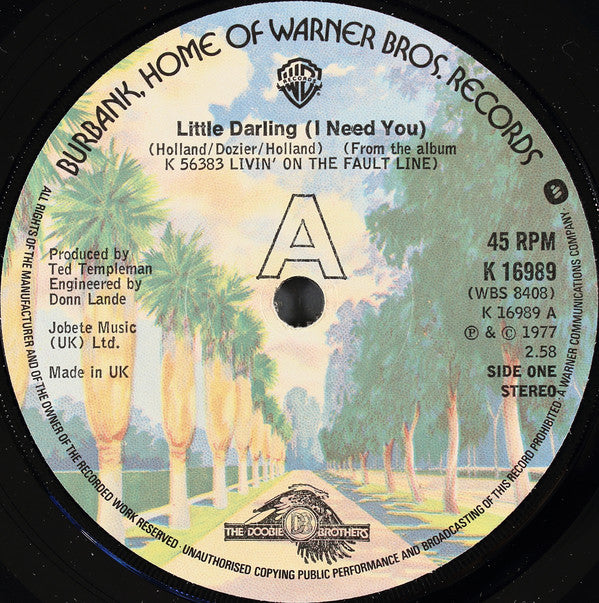 BURBANK, HOME OF WARNER BROS. RECORDS
WB
RECORDS
Little Darling (I Need You)
(Holland/Dozier/Holland) (From the album
K 56383 LIVIN' ON THE FAULT LINE)
A
Produced by
Ted Templeman
Engineered by
Donn Lande
Jobete Music
(UK) Ltd.
Made in UK
45 RPM
K 16989
(WBS 8408)
K 16989 A
℗ & © 1977
2.58
SIDE ONE
STEREO
THE DOOBIE BROTHERS
ALL RIGHTS OF THE MANUFACTURER AND OF THE OWNER OF THE RECORDED WORK RESERVED · UNAUTHORISED COPYING PUBLIC PERFORMANCE AND BROADCASTING OF THIS RECORD PROHIBITED · A WARNER COMMUNICATIONS COMPANY